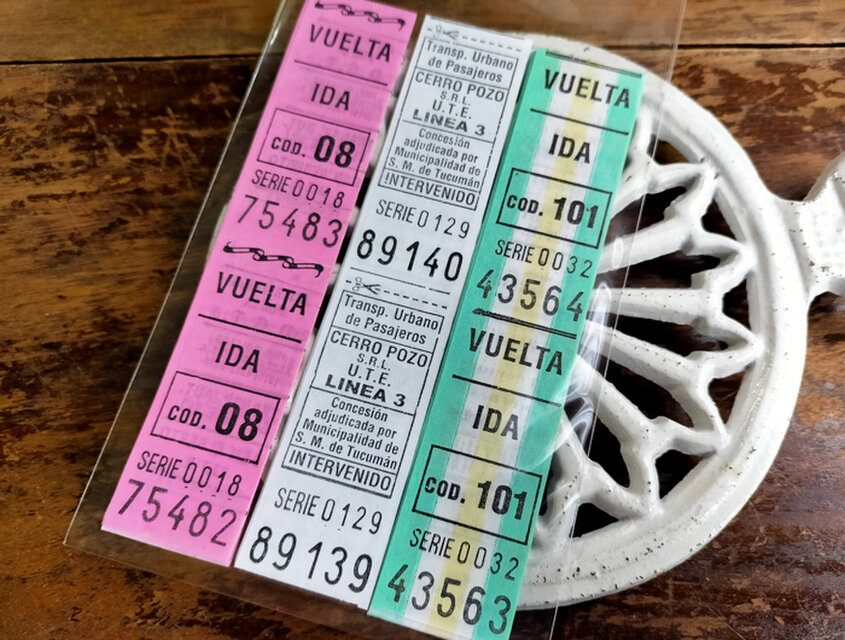 VUELTA
IDA
COD. 08
SERIE 0018
75483
VUELTA
IDA
COD. 08
SERIE 0018
75482
Transp. Urbano
de Pasajeros
CERRO POZO
S.R.L.
U.T.E.
LINEA 3
Concesión
adjudicada por
Municipalidad de
S. M. de Tucumán
INTERVENIDO
SERIE 0129
89140
Transp. Urbano
de Pasajeros
CERRO POZO
S.R.L.
U.T.E.
LINEA 3
Concesión
adjudicada por
Municipalidad de
S. M. de Tucumán
INTERVENIDO
SERIE 0129
89139
VUELTA
IDA
COD. 101
SERIE 0032
43564
VUELTA
IDA
COD. 101
SERIE 0032
43563